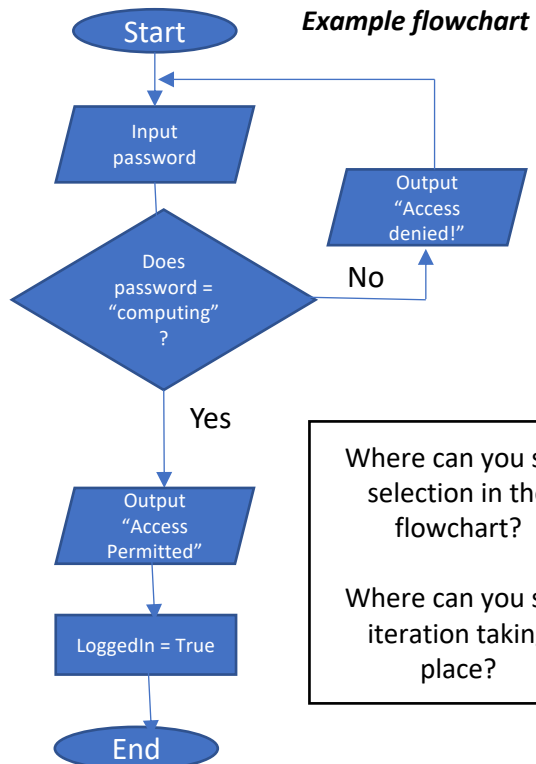 Example flowchart
Start
Input
password
Output
“Access
denied!”
Does
password =
“computing”
?
No
Yes
Output
“Access
Permitted”
LoggedIn = True
End
Where can you
selection in
flowchart?
Where can you
iteration
place?